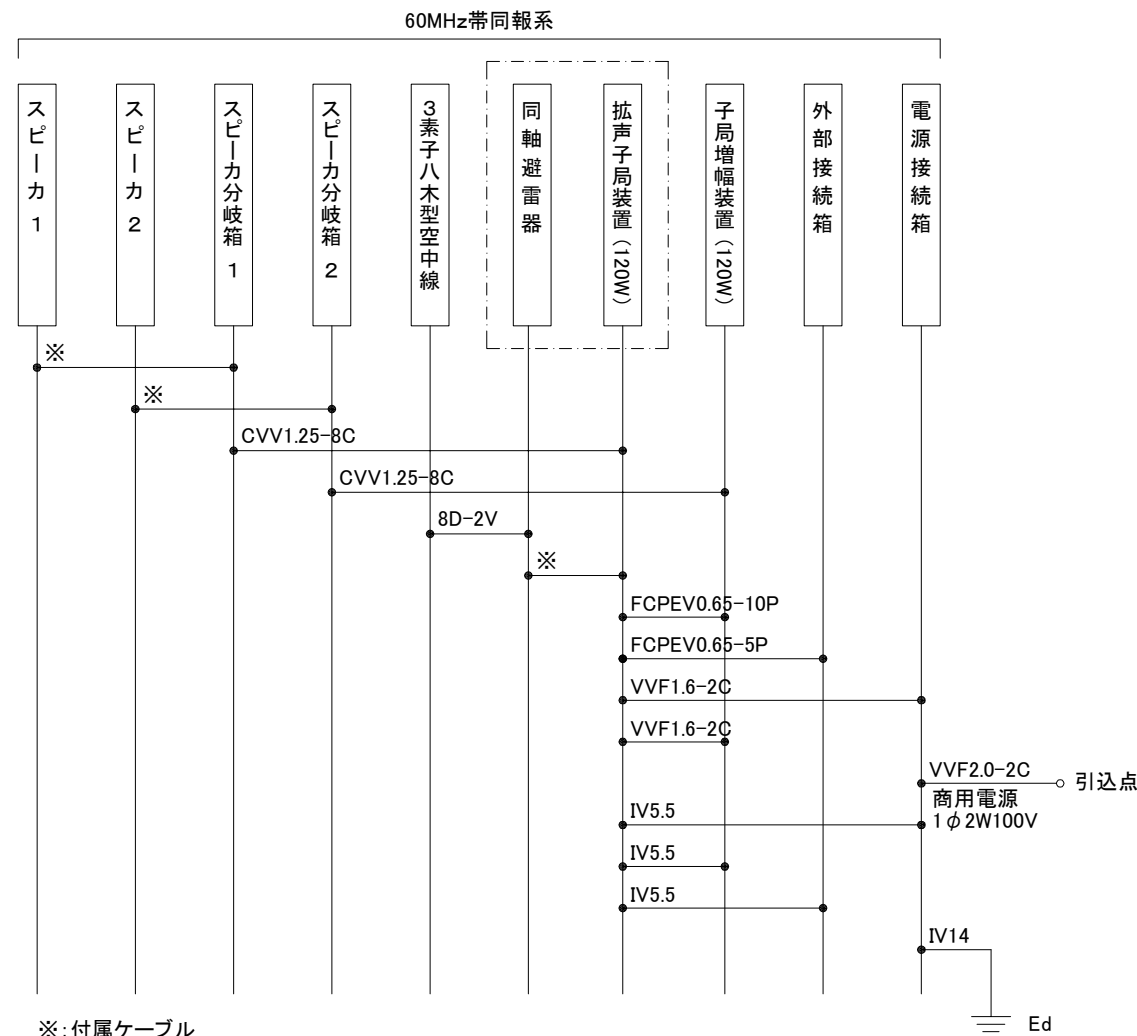 60MHz帯同報系
スピーカ 1
スピーカ 2
スピーカ分岐箱 1
スピーカ分岐箱 2
3素子八木型空中線
同軸避雷器
拡声子局装置(120W)
子局増幅装置(120W)
外部接続箱
電源接続箱
※
※
CVV1.25-8C
CVV1.25-8C
8D-2V
※
FCPEV0.65-10P
FCPEV0.65-5P
VVF1.6-2C
VVF1.6-2C
VVF2.0-2C
引込点
商用電源
1φ2W100V
IV5.5
IV5.5
IV5.5
IV14
Ed
※:付属ケーブル